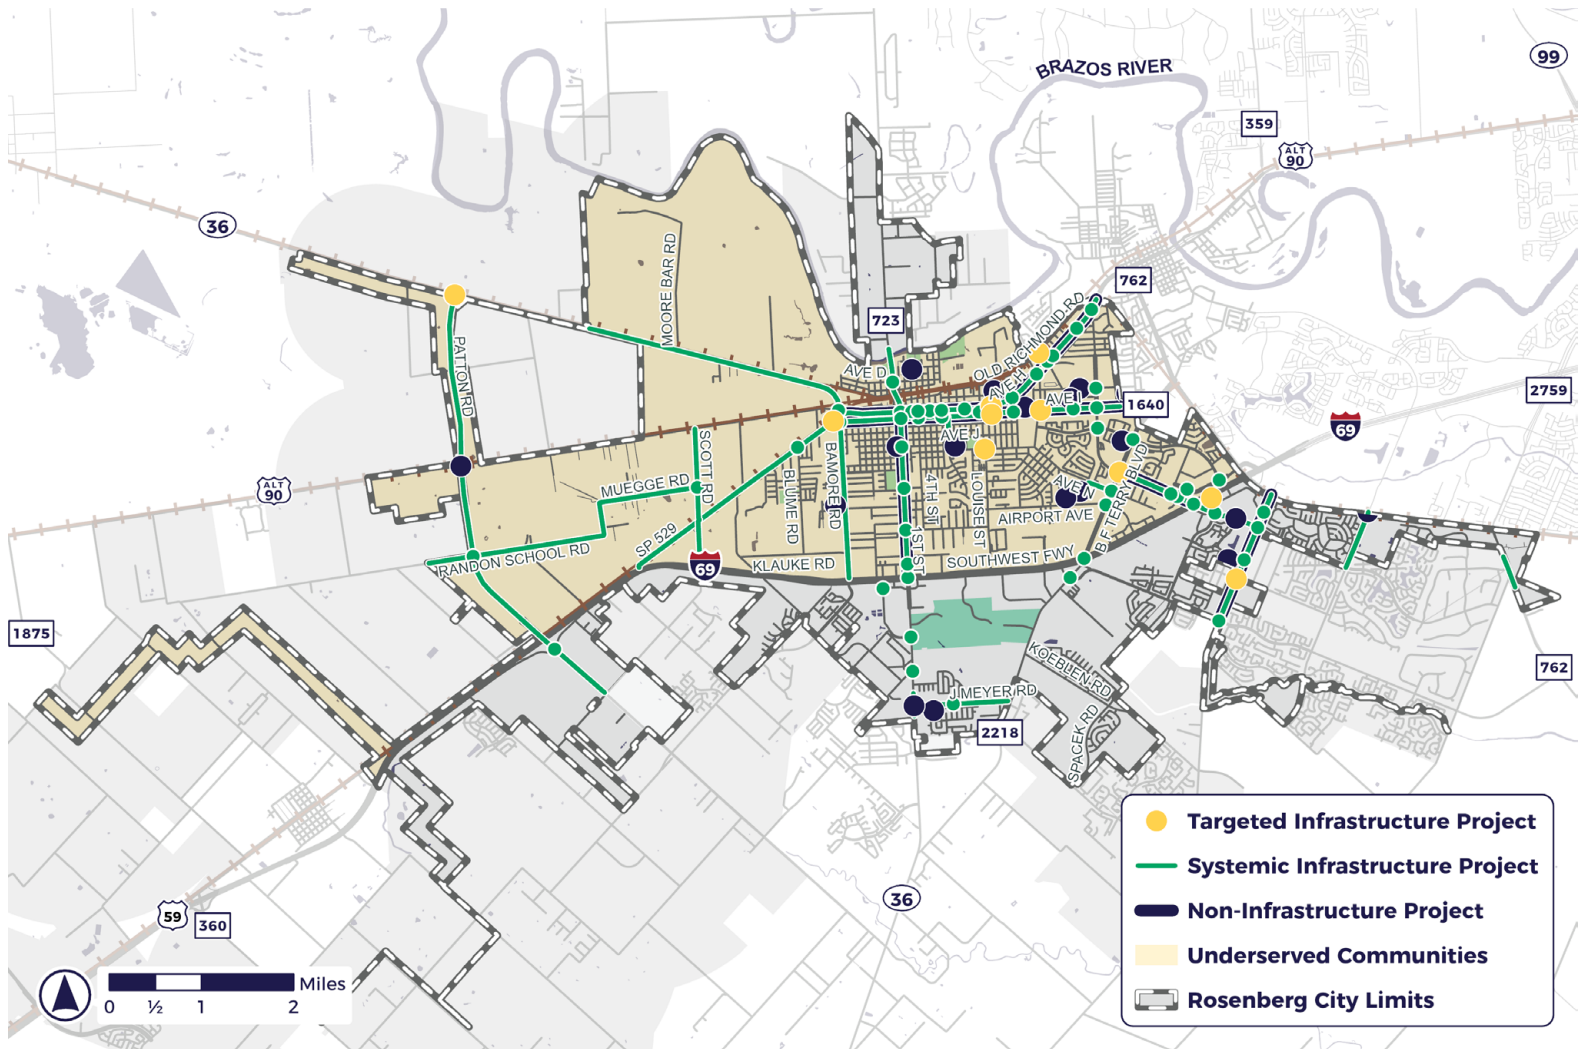 BRAZOS RIVER
99
359
ALT
90
36
762
MOORE BAR RD
723
OLD RICHMOND RD
AVE D
AVE H
AVE I
1640
2759
69
PATTON RD
AVE J
SCOTT RD
BAMORE RD
BLUME RD
4TH ST
LOUISE ST
AVE N
B F TERRY BLVD
ALT
90
MUEGGE RD
AIRPORT AVE
SP 529
1ST ST
RANDON SCHOOL RD
69
KLAUKE RD
SOUTHWEST FWY
1875
KOEBLEN RD
762
J MEYER RD
2218
SPACEK RD
36
59
360
Miles
0 ½ 1 2
Targeted Infrastructure Project
Systemic Infrastructure Project
Non-Infrastructure Project
Underserved Communities
Rosenberg City Limits